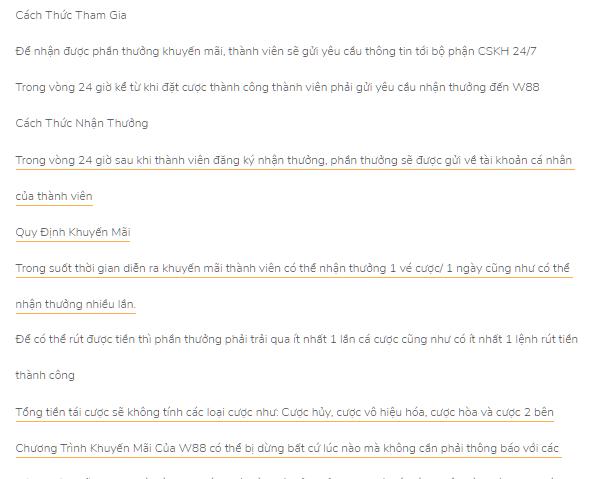 Cách Thức Tham Gia
Để nhận được phần thưởng khuyến mãi, thành viên sẽ gửi yêu cầu thông tin tới bộ phận CSKH 24/7
Trong vòng 24 giờ kể từ khi đặt cược thành công thành viên phải gửi yêu cầu nhận thưởng đến W88
Cách Thức Nhận Thưởng
Trong vòng 24 giờ sau khi thành viên đăng ký nhận thưởng, phần thưởng sẽ được gửi về tài khoản cá nhân
của thành viên
Quy Định Khuyến Mãi
Trong suốt thời gian diễn ra khuyến mãi thành viên có thể nhận thưởng 1 vé cược/ 1 ngày cũng như có thể
nhận thưởng nhiều lần.
Để có thể rút được tiền thì phần thưởng phải trải qua ít nhất 1 lần cá cược cũng như có ít nhất 1 lệnh rút tiền
thành công
Tổng tiền tái cược sẽ không tính các loại cược như: Cược hủy, cược vô hiệu hóa, cược hòa và cược 2 bên
Chương Trình Khuyến Mãi Của W88 có thể bị dừng bất cứ lúc nào mà không cần phải thông báo với các